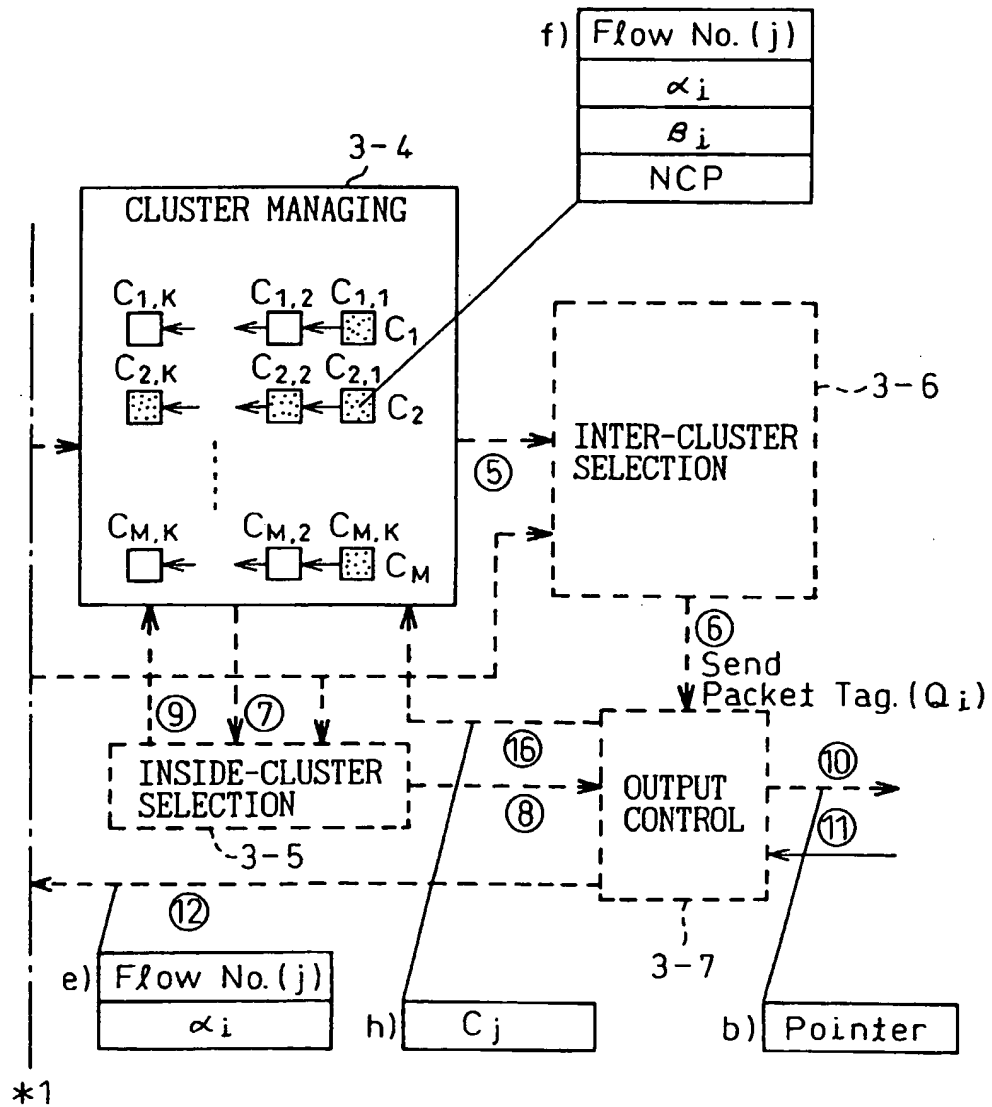 f) Flow No.(j)
αi
βi
NCP
3-4
CLUSTER MANAGING
C1,K C1,2 C1,1
C1
C2,K C2,2 C2,1
C2
CM,K CM,2 CM,K
CM
3-6
INTER-CLUSTER
SELECTION
⑤
⑥
Send
Packet Tag.(Qi)
⑨ ⑦
INSIDE-CLUSTER
SELECTION
3-5
⑯
⑧
OUTPUT
CONTROL
⑩
⑪
3-7
⑫
e) Flow No.(j)
αi
h) Cj
b) Pointer
*1